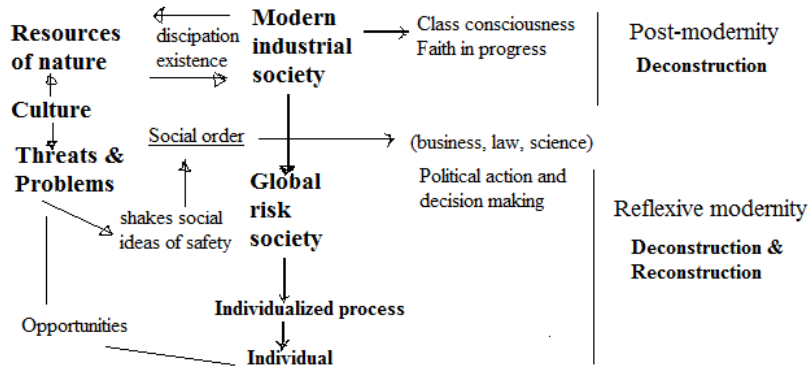 Resources
of nature
discipation
existence
Modern
industrial
society
Class consciousness
Faith in progress
Post-modernity
Deconstruction
Culture
Threats &
Problems
Social order
(business, law, science)
Political action and
decision making
shakes social
ideas of safety
Global
risk
society
Reflexive modernity
Deconstruction &
Reconstruction
Individualized process
Opportunities
Individual